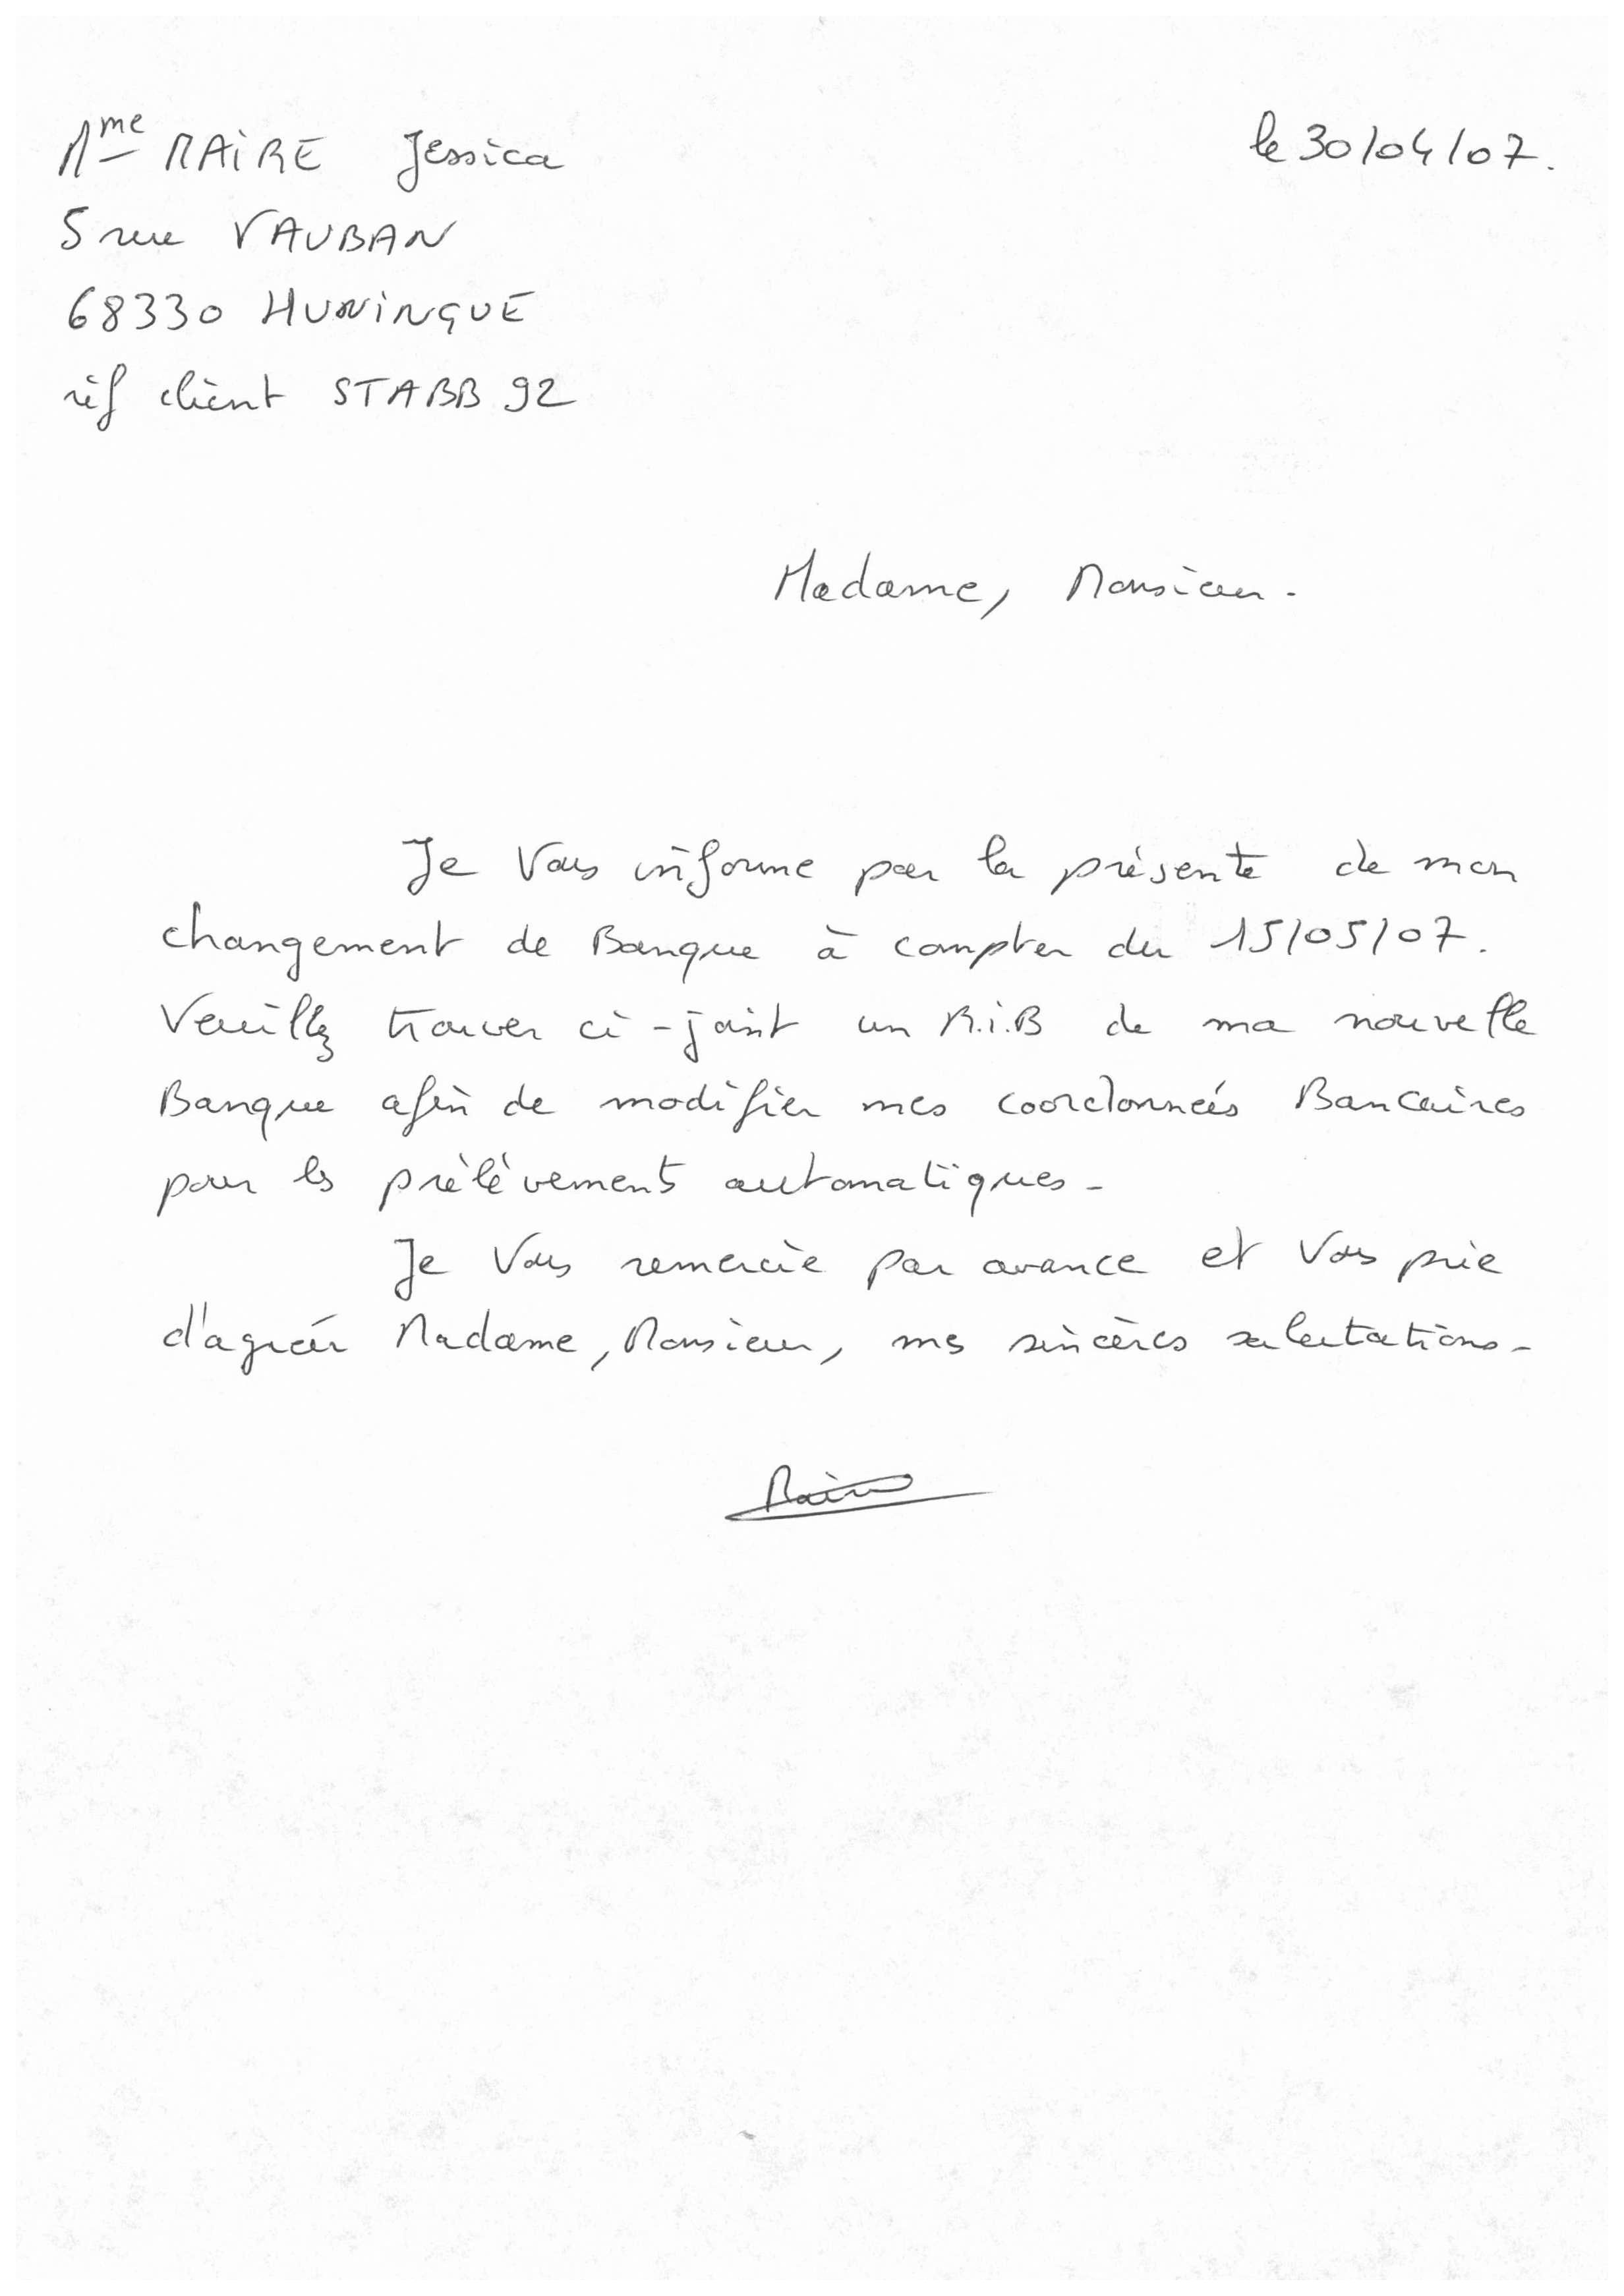 Mme MAIRE Jessica
le 30/04/07.
5 rue VAUBAN
68330 HUNINGUE
réf client STABB 92
Madame, Monsieur.
Je Vous informe par la présente de mon
changement de Banque à compter du 15/05/07.
Veuillez trouver ci-joint un R.i.B de ma nouvelle
Banque afin de modifier mes coordonnées Bancaires
pour les prélèvements automatiques-
Je Vous remercie par avance et Vous prie
d'agréér Madame, Monsieur, mes sincères salutations-
Maire